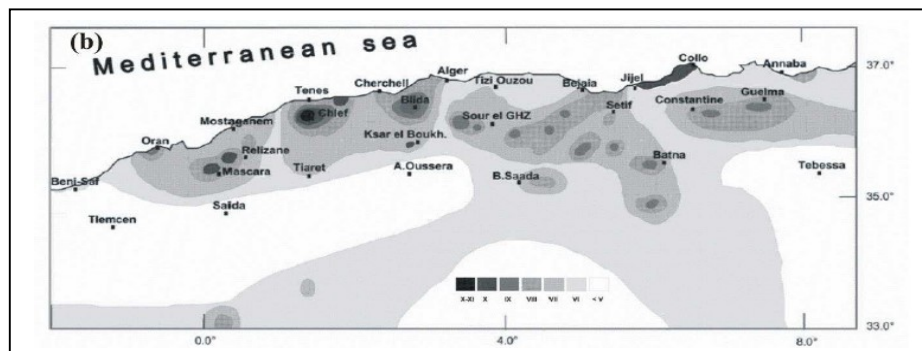 (b)
Mediterranean sea
Collo
Annaba
37.0°
Alger
Tizi Ouzou
Bejaia
Jijel
Cherchell
Tenes
Blida
Constantine
Guelma
Setif
Chlef
Sour el GHZ
Mostaganem
Ksar el Boukh.
Oran
Relizane
Batna
Mascara
Tiaret
A.Oussera
Tebessa
Beni-Saf
B.Saada
35.0°
Saïda
Tlemcen
X-XI X IX VIII VII VI < V
33.0°
0.0° 4.0° 8.0°